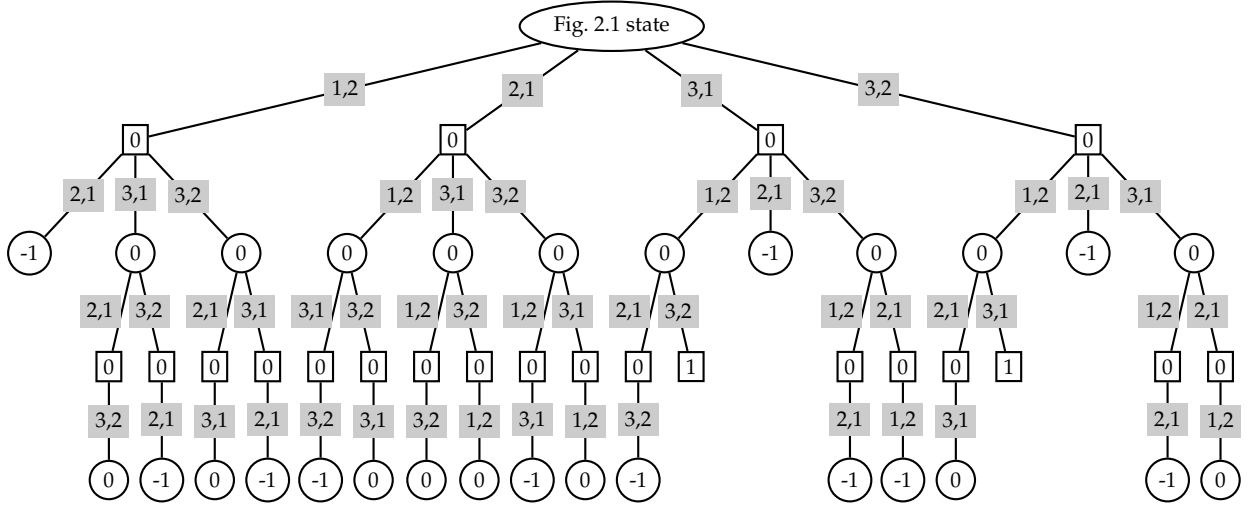 Fig. 2.1 state
1,2 2,1 3,1 3,2
0 0 0 0
2,1 3,1 3,2 1,2 3,1 3,2 1,2 2,1 3,2 1,2 2,1 3,1
-1 0 0 0 0 0 0 -1 0 0 -1 0
2,1 3,2 2,1 3,1 3,1 3,2 1,2 3,2 1,2 3,1 2,1 3,2 1,2 2,1 2,1 3,1 1,2 2,1
0 0 0 0 0 0 0 0 0 0 0 1 0 0 0 1 0 0
3,2 2,1 3,1 2,1 3,2 3,1 3,2 1,2 3,1 1,2 3,2 2,1 1,2 3,1 2,1 1,2
0 -1 0 -1 -1 0 0 0 -1 0 -1 -1 -1 0 -1 0